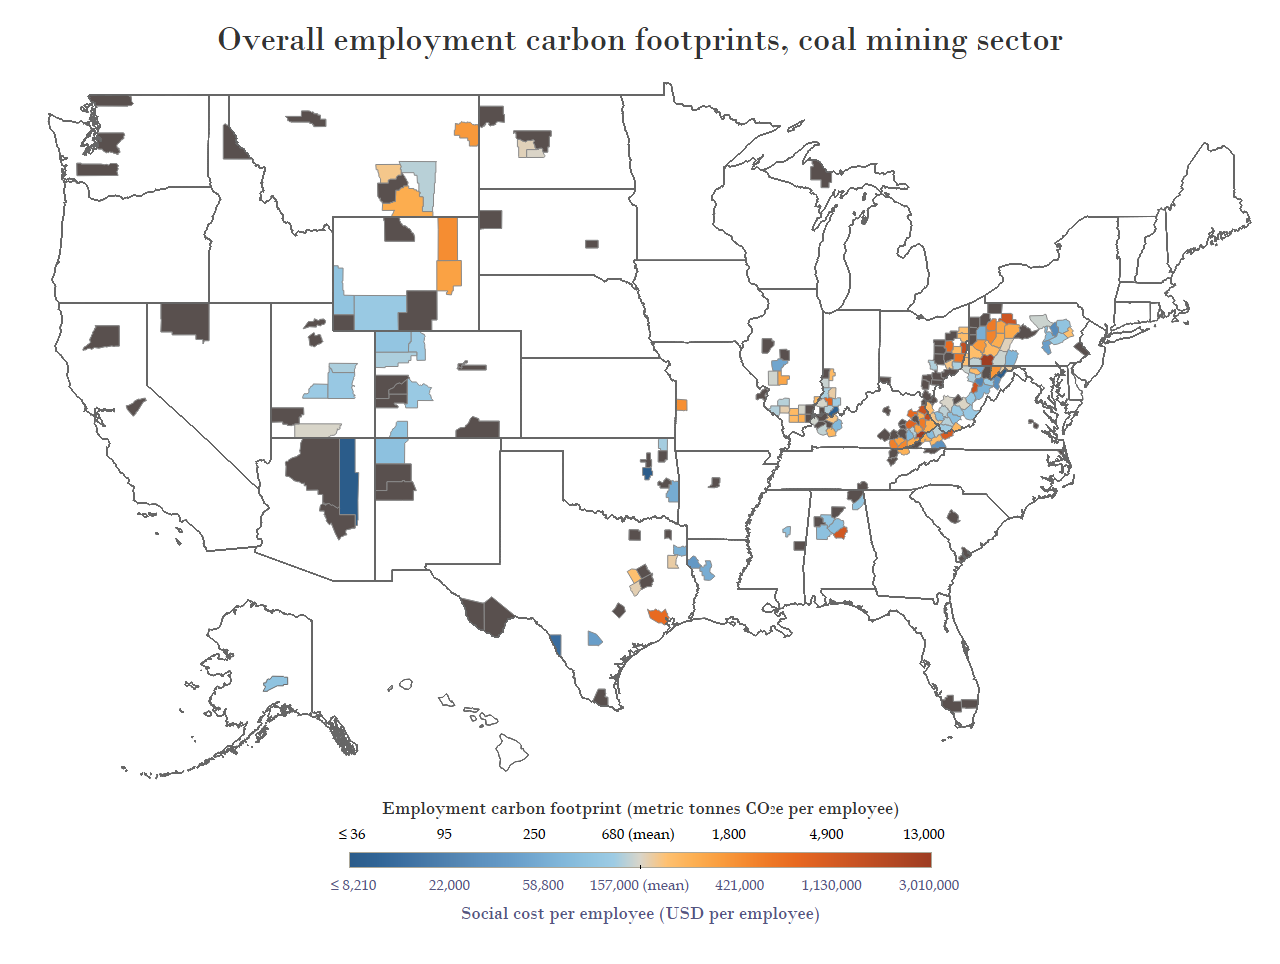 Overall employment carbon footprints, coal mining sector
Employment carbon footprint (metric tonnes CO₂e per employee)
≤ 36 95 250 680 (mean) 1,800 4,900 13,000
≤ 8,210 22,000 58,800 157,000 (mean) 421,000 1,130,000 3,010,000
Social cost per employee (USD per employee)